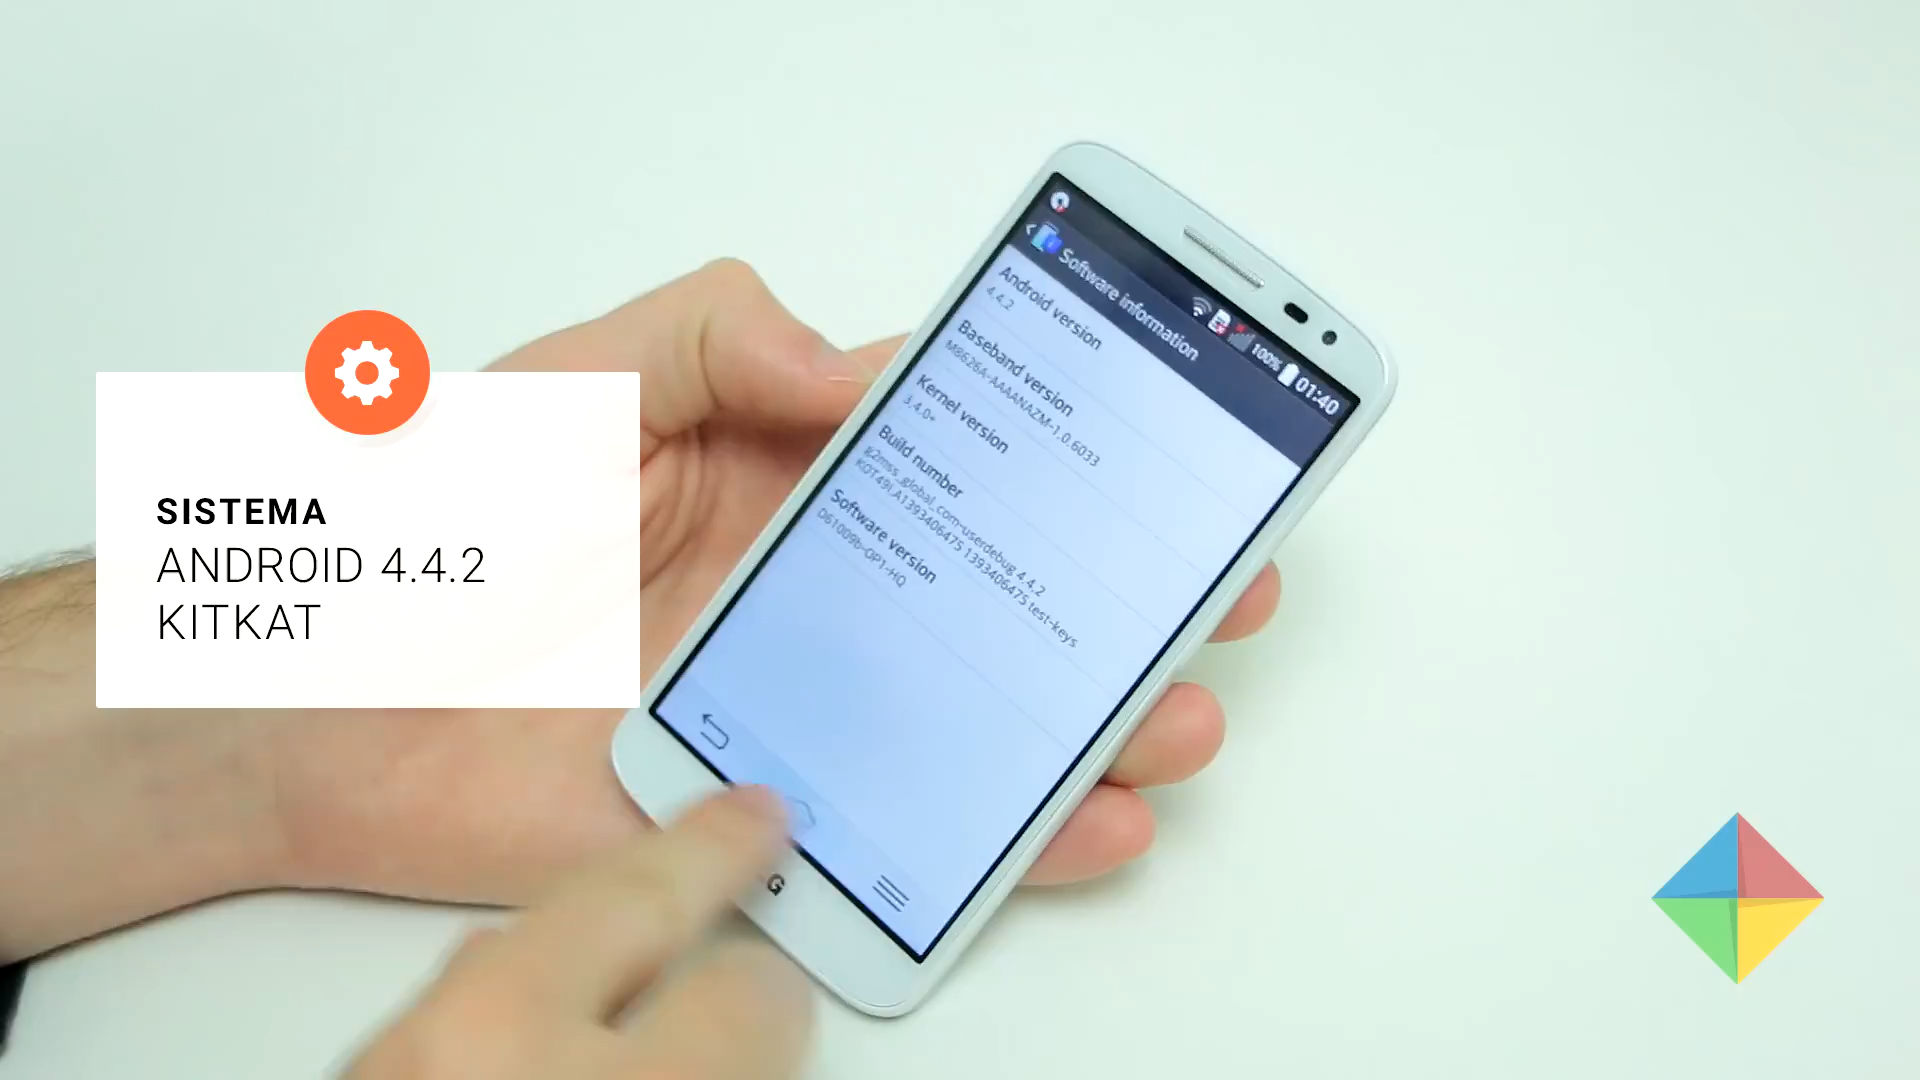 SISTEMA
ANDROID 4.4.2
KITKAT
100% 01:40
Software information
Android version
4.4.2
Baseband version
M8626A-AAAANAZM-1.0.6033
Kernel version
3.4.0+
Build number
g2mss_global_com-userdebug 4.4.2
KOT49I.A1393406475 1393406475 test-keys
Software version
D61009b-OP1-HQ
G